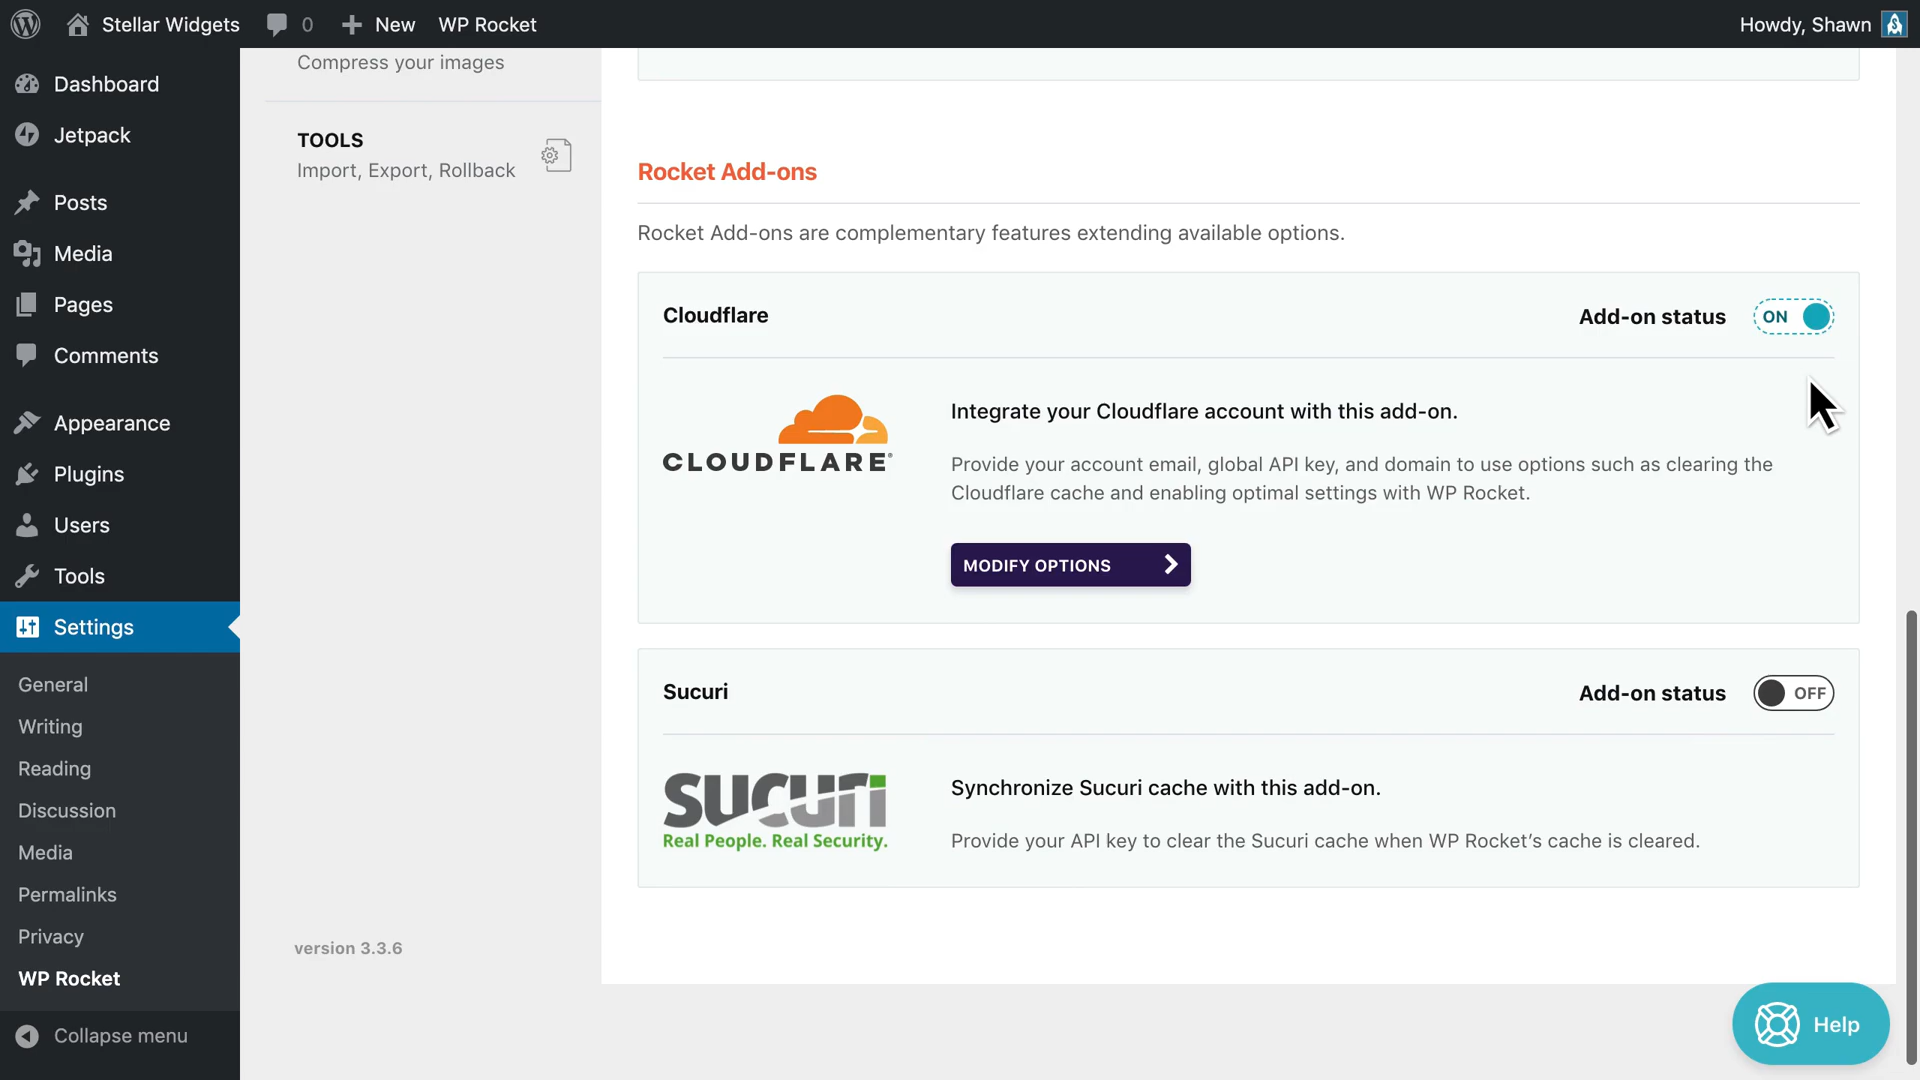 Stellar Widgets
0
New
WP Rocket
Howdy, Shawn
Dashboard
Jetpack
Posts
Media
Pages
Comments
Appearance
Plugins
Users
Tools
Settings
General
Writing
Reading
Discussion
Media
Permalinks
Privacy
WP Rocket
Collapse menu
Compress your images
TOOLS
Import, Export, Rollback
version 3.3.6
Rocket Add-ons
Rocket Add-ons are complementary features extending available options.
Cloudflare
Add-on status
ON
CLOUDFLARE®
Integrate your Cloudflare account with this add-on.
Provide your account email, global API key, and domain to use options such as clearing the
Cloudflare cache and enabling optimal settings with WP Rocket.
MODIFY OPTIONS
Sucuri
Add-on status
OFF
SUCURi
Real People. Real Security.
Synchronize Sucuri cache with this add-on.
Provide your API key to clear the Sucuri cache when WP Rocket’s cache is cleared.
Help